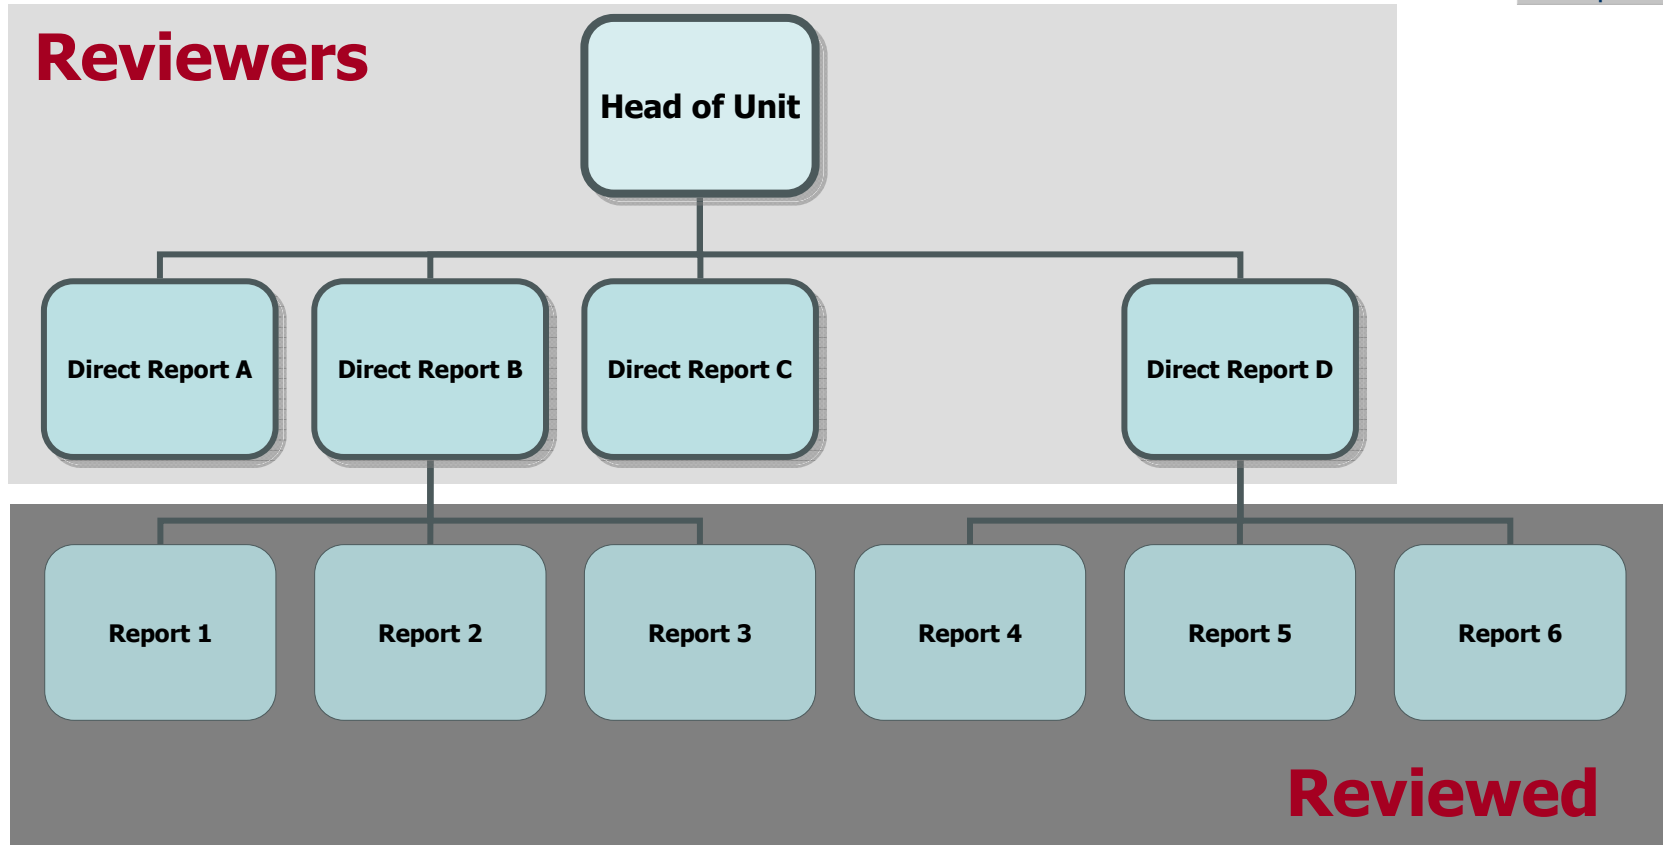 Reviewers
Head of Unit
Direct Report A
Direct Report B
Direct Report C
Direct Report D
Report 1
Report 2
Report 3
Report 4
Report 5
Report 6
Reviewed